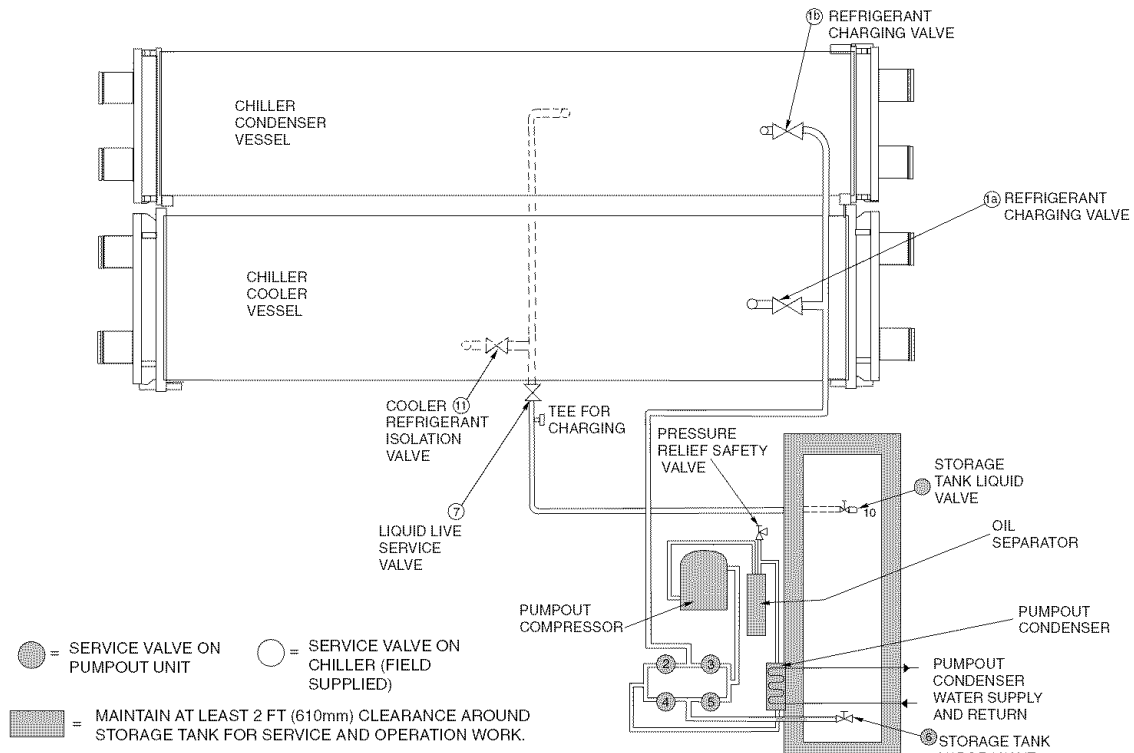 1b REFRIGERANT
CHARGING VALVE
CHILLER
CONDENSER
VESSEL
1a REFRIGERANT
CHARGING VALVE
CHILLER
COOLER
VESSEL
COOLER 11
REFRIGERANT
ISOLATION
VALVE
TEE FOR
CHARGING
PRESSURE
RELIEF SAFETY
VALVE
STORAGE
TANK LIQUID
VALVE
10
7
LIQUID LIVE
SERVICE
VALVE
OIL
SEPARATOR
PUMPOUT
COMPRESSOR
PUMPOUT
CONDENSER
2 3
4 5
PUMPOUT
CONDENSER
WATER SUPPLY
AND RETURN
6 STORAGE TANK
= SERVICE VALVE ON
PUMPOUT UNIT
= SERVICE VALVE ON
CHILLER (FIELD
SUPPLIED)
= MAINTAIN AT LEAST 2 FT (610mm) CLEARANCE AROUND
STORAGE TANK FOR SERVICE AND OPERATION WORK.